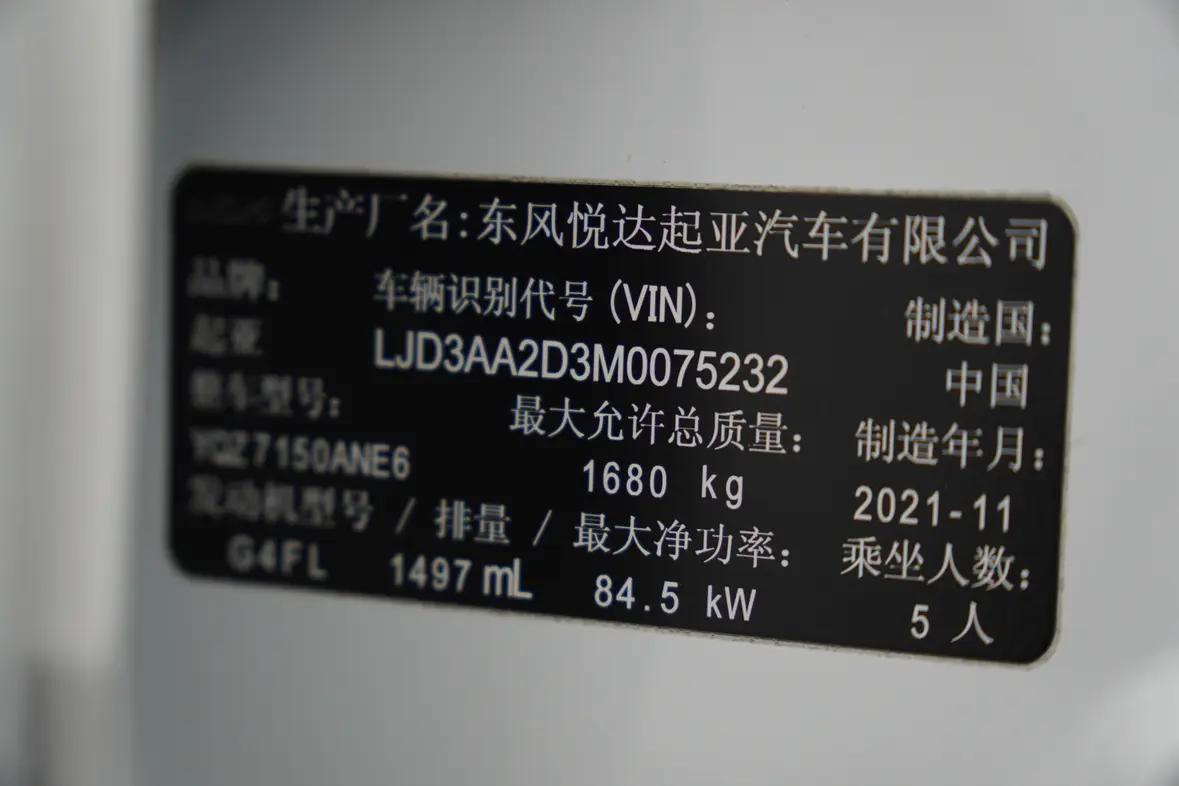 生产厂名:东风悦达起亚汽车有限公司
品牌: 车辆识别代号(VIN): 制造国:
起亚 LJD3AA2D3M0075232 中国
整车型号: 最大允许总质量: 制造年月:
YQZ7150ANE6 1680 kg 2021-11
发动机型号 / 排量 / 最大净功率: 乘坐人数:
G4FL 1497 mL 84.5 kW 5 人